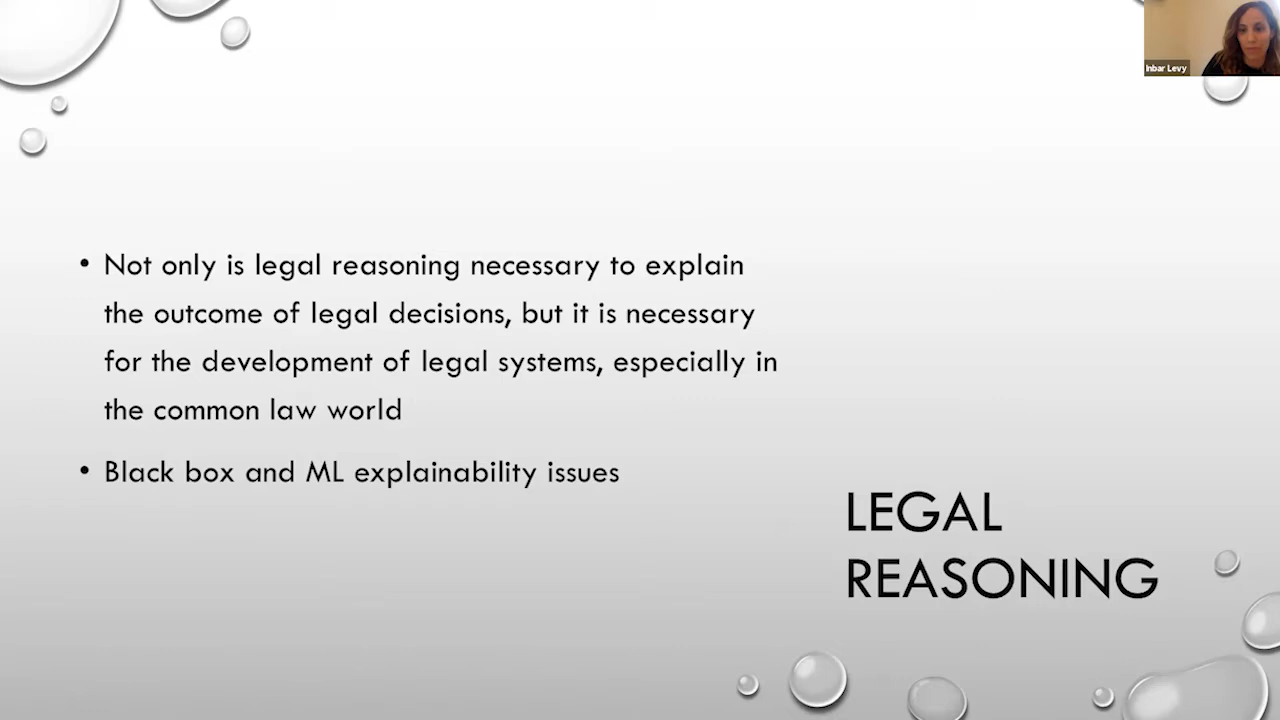 Inbar Levy
• Not only is legal reasoning necessary to explain
the outcome of legal decisions, but it is necessary
for the development of legal systems, especially in
the common law world
• Black box and ML explainability issues
LEGAL
REASONING